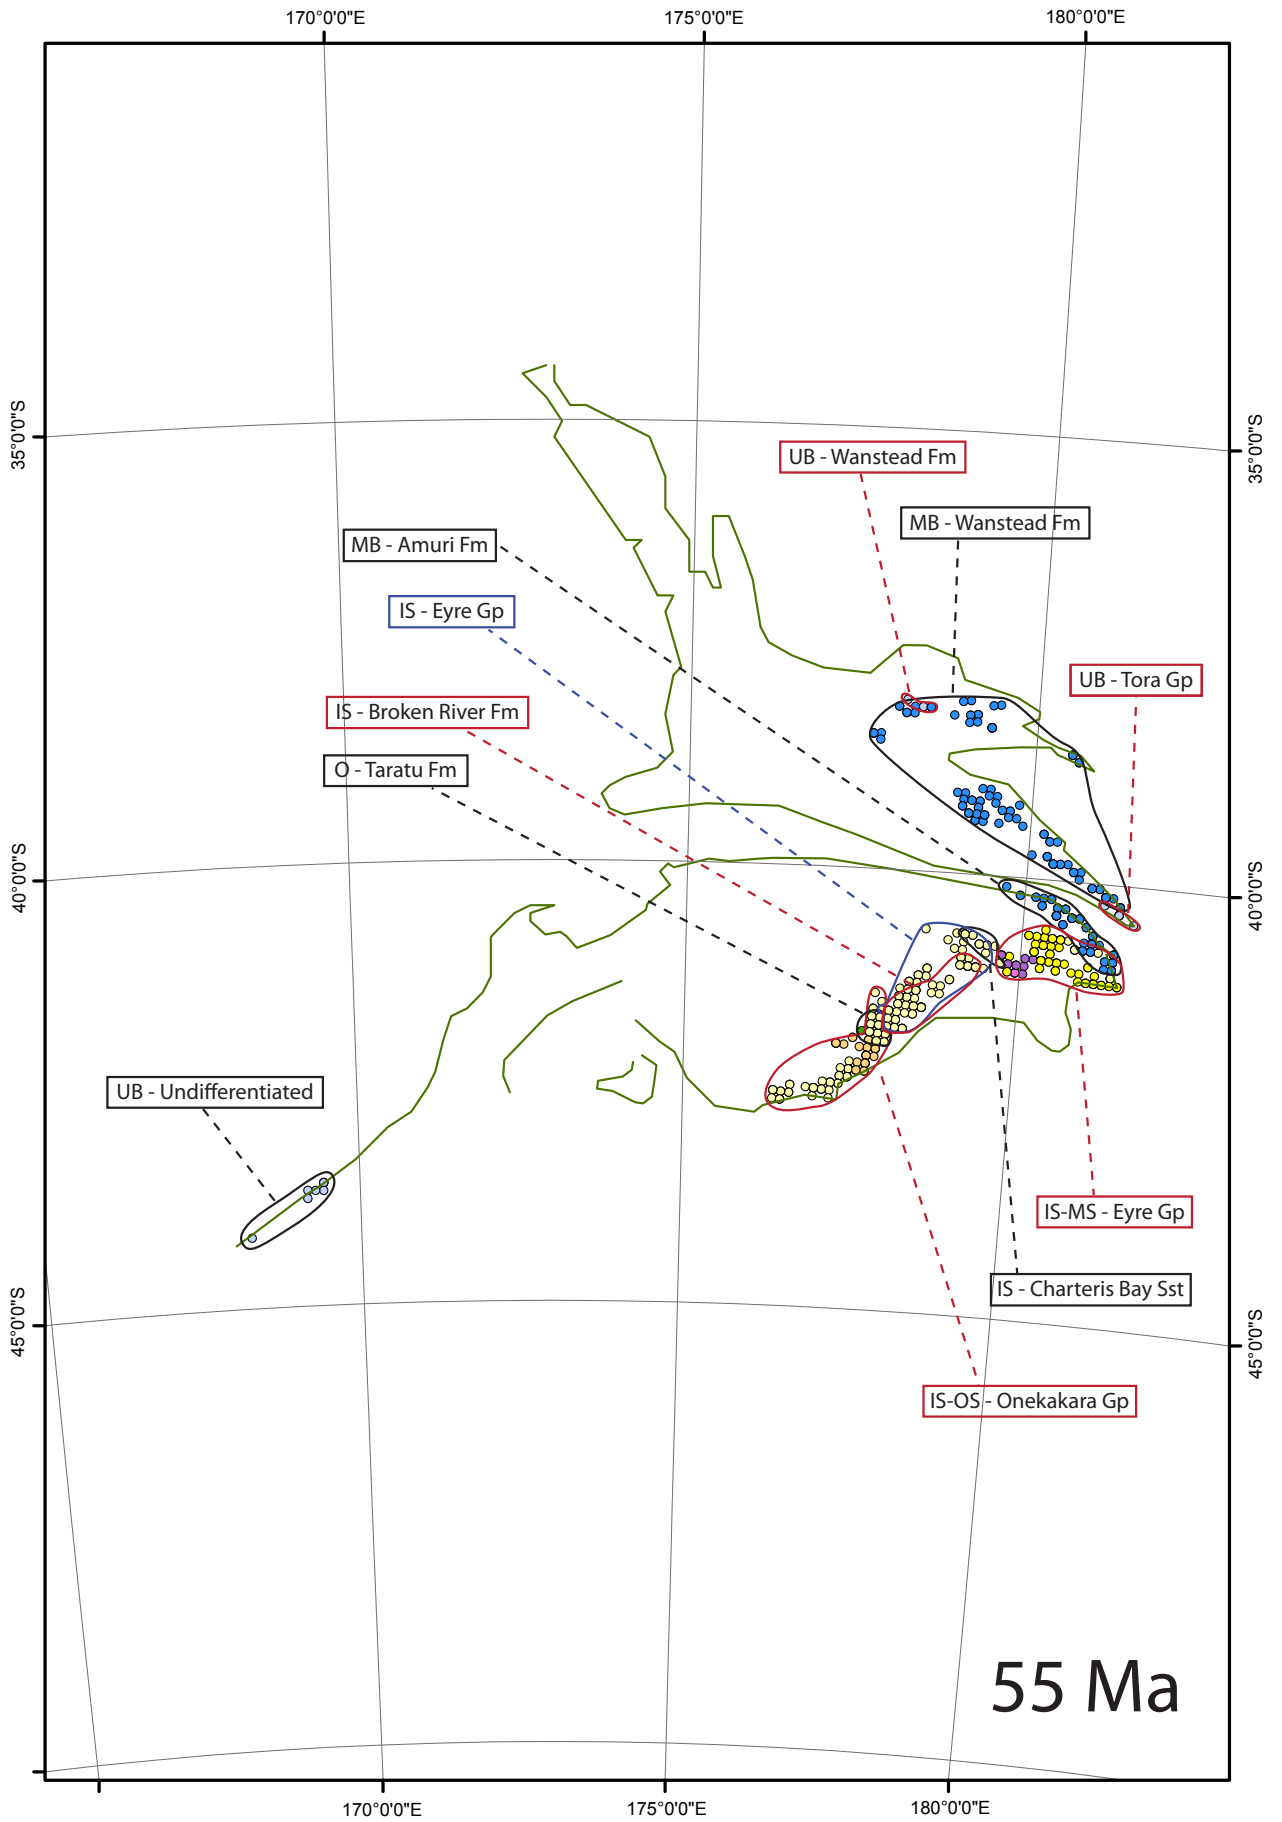 170°0'0"E
175°0'0"E
180°0'0"E
35°0'0"S
35°0'0"S
UB - Wanstead Fm
MB - Wanstead Fm
MB - Amuri Fm
IS - Eyre Gp
UB - Tora Gp
IS - Broken River Fm
O - Taratu Fm
40°0'0"S
40°0'0"S
UB - Undifferentiated
IS-MS - Eyre Gp
IS - Charteris Bay Sst
45°0'0"S
45°0'0"S
IS-OS - Onekakara Gp
55 Ma
170°0'0"E
175°0'0"E
180°0'0"E